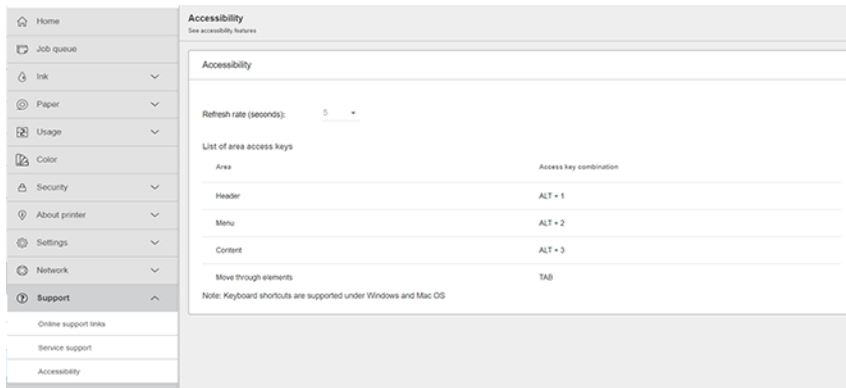 Home
Job queue
Ink
Paper
Usage
Color
Security
About printer
Settings
Network
Support
Online support links
Service support
Accessibility
Accessibility
See accessibility features
Accessibility
Refresh rate (seconds): 5
List of area access keys
Area Access key combination
Header ALT + 1
Menu ALT + 2
Content ALT + 3
Move through elements TAB
Note: Keyboard shortcuts are supported under Windows and Mac OS